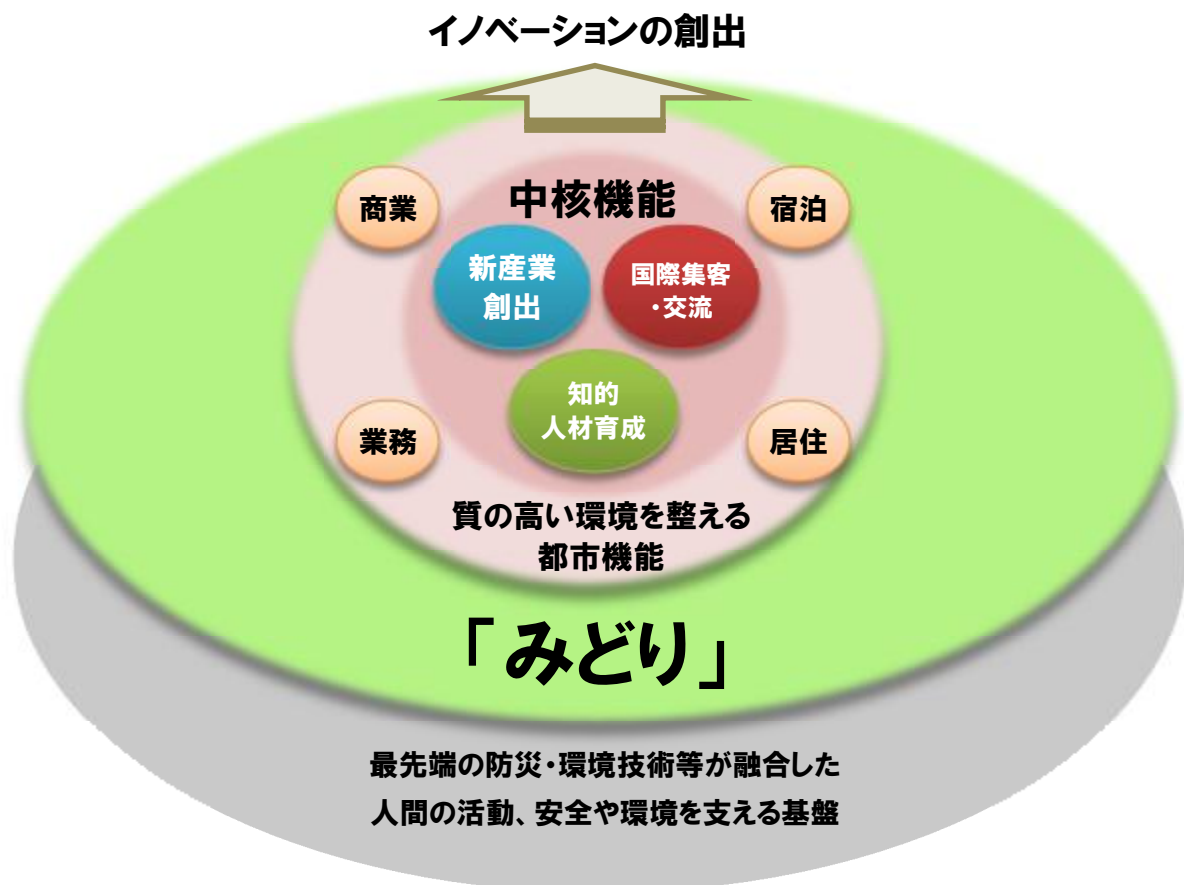 イノベーションの創出
中核機能
商業
宿泊
新産業
創出
国際集客
・交流
知的
人材育成
業務
居住
質の高い環境を整える
都市機能
「みどり」
最先端の防災・環境技術等が融合した
人間の活動、安全や環境を支える基盤